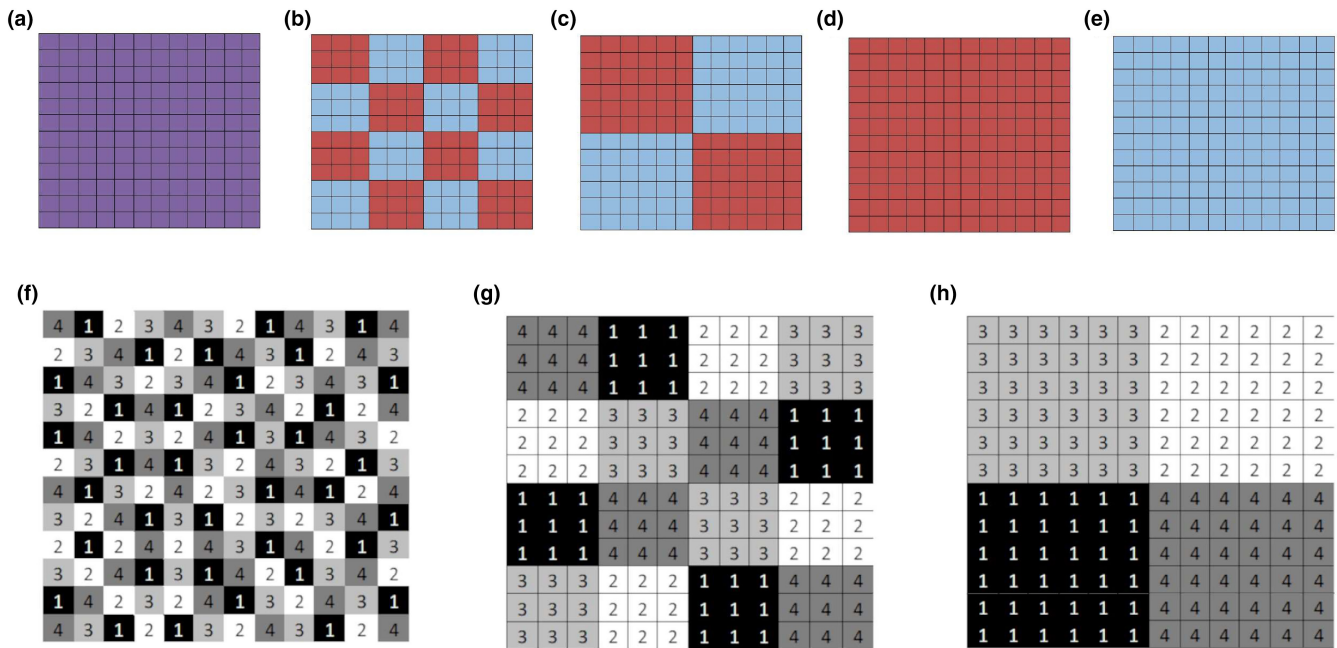 (a) (b) (c) (d) (e)
(f) (g) (h)
4 1 2 3 4 3 2 1 4 3 1 4
2 3 4 1 2 1 4 3 1 2 4 3
1 4 3 2 3 4 1 2 3 4 3 1
3 2 1 4 1 2 3 4 2 1 2 4
1 4 2 3 2 4 1 3 1 4 3 2
2 3 1 4 1 3 2 4 3 2 1 3
4 1 3 2 4 2 3 1 4 1 2 4
3 2 4 1 3 1 2 3 2 3 4 1
2 1 2 4 2 4 3 1 4 2 1 3
3 2 4 1 3 1 4 2 1 3 4 2
1 4 2 3 2 4 1 3 2 4 3 1
4 3 1 2 1 3 2 4 3 1 2 4
4 4 4 1 1 1 2 2 2 3 3 3
4 4 4 1 1 1 2 2 2 3 3 3
4 4 4 1 1 1 2 2 2 3 3 3
2 2 2 3 3 3 4 4 4 1 1 1
2 2 2 3 3 3 4 4 4 1 1 1
2 2 2 3 3 3 4 4 4 1 1 1
1 1 1 4 4 4 3 3 3 2 2 2
1 1 1 4 4 4 3 3 3 2 2 2
1 1 1 4 4 4 3 3 3 2 2 2
3 3 3 2 2 2 1 1 1 4 4 4
3 3 3 2 2 2 1 1 1 4 4 4
3 3 3 2 2 2 1 1 1 4 4 4
3 3 3 3 3 3 2 2 2 2 2 2
3 3 3 3 3 3 2 2 2 2 2 2
3 3 3 3 3 3 2 2 2 2 2 2
3 3 3 3 3 3 2 2 2 2 2 2
3 3 3 3 3 3 2 2 2 2 2 2
3 3 3 3 3 3 2 2 2 2 2 2
1 1 1 1 1 1 4 4 4 4 4 4
1 1 1 1 1 1 4 4 4 4 4 4
1 1 1 1 1 1 4 4 4 4 4 4
1 1 1 1 1 1 4 4 4 4 4 4
1 1 1 1 1 1 4 4 4 4 4 4
1 1 1 1 1 1 4 4 4 4 4 4